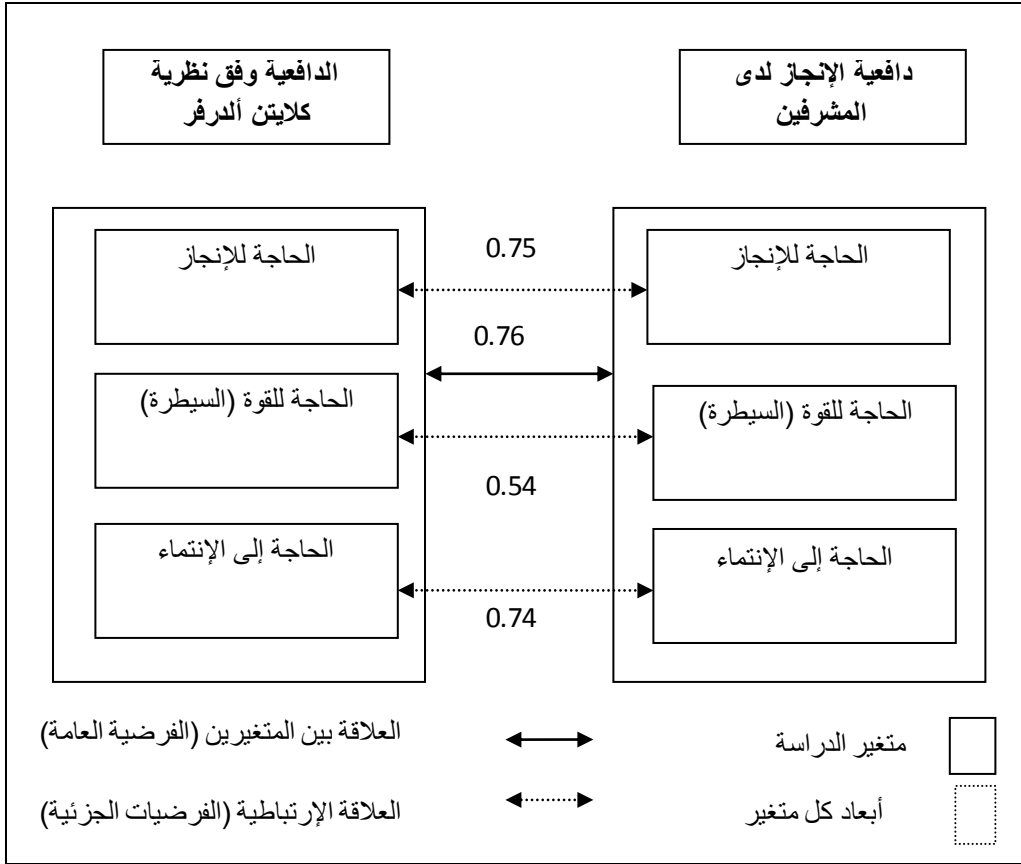 دافعية الإنجاز لدى
المشرفين
الدافعية وفق نظرية
كلايتن ألدرفر
الحاجة للإنجاز
0.75
الحاجة للإنجاز
0.76
الحاجة للقوة (السيطرة)
الحاجة للقوة (السيطرة)
0.54
الحاجة إلى الإنتماء
الحاجة إلى الإنتماء
0.74
متغير الدراسة
العلاقة بين المتغيرين (الفرضية العامة)
أبعاد كل متغير
العلاقة الإرتباطية (الفرضيات الجزئية)